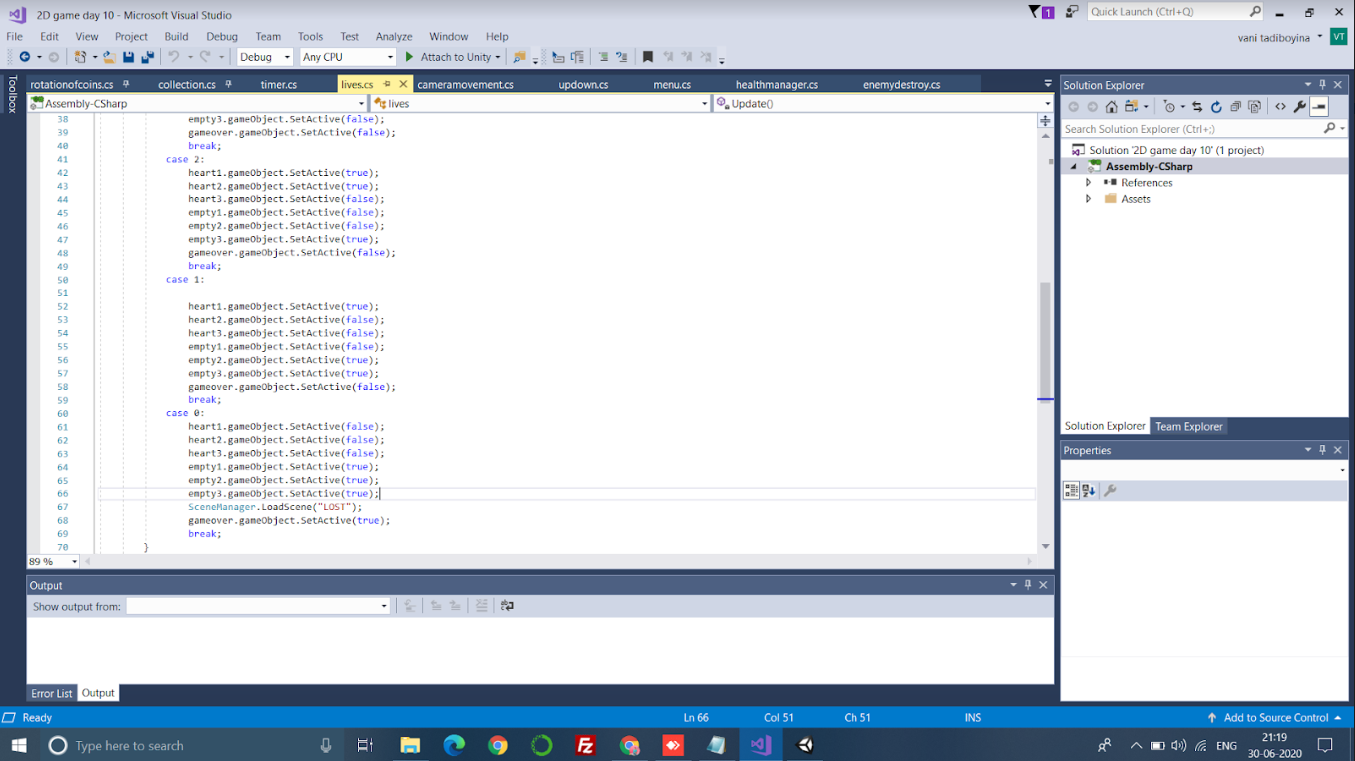 2D game day 10 - Microsoft Visual Studio
1
Quick Launch (Ctrl+Q)
File Edit View Project Build Debug Team Tools Test Analyze Window Help
vani tadiboyina VT
Debug Any CPU Attach to Unity
Toolbox
rotationofcoins.cs collection.cs timer.cs lives.cs cameramovement.cs updown.cs menu.cs healthmanager.cs enemydestroy.cs
Assembly-CSharp lives Update()
38 empty3.gameObject.SetActive(false);
39 gameover.gameObject.SetActive(false);
40 break;
41 case 2:
42 heart1.gameObject.SetActive(true);
43 heart2.gameObject.SetActive(true);
44 heart3.gameObject.SetActive(false);
45 empty1.gameObject.SetActive(false);
46 empty2.gameObject.SetActive(false);
47 empty3.gameObject.SetActive(true);
48 gameover.gameObject.SetActive(false);
49 break;
50 case 1:
51
52 heart1.gameObject.SetActive(true);
53 heart2.gameObject.SetActive(false);
54 heart3.gameObject.SetActive(false);
55 empty1.gameObject.SetActive(false);
56 empty2.gameObject.SetActive(true);
57 empty3.gameObject.SetActive(true);
58 gameover.gameObject.SetActive(false);
59 break;
60 case 0:
61 heart1.gameObject.SetActive(false);
62 heart2.gameObject.SetActive(false);
63 heart3.gameObject.SetActive(false);
64 empty1.gameObject.SetActive(true);
65 empty2.gameObject.SetActive(true);
66 empty3.gameObject.SetActive(true);
67 SceneManager.LoadScene("LOST");
68 gameover.gameObject.SetActive(true);
69 break;
70 }
89 %
Solution Explorer
Search Solution Explorer (Ctrl+;)
Solution '2D game day 10' (1 project)
Assembly-CSharp
References
Assets
Solution Explorer Team Explorer
Properties
Output
Show output from:
Error List Output
Ready Ln 66 Col 51 Ch 51 INS Add to Source Control
Type here to search
ENG
21:19
30-06-2020